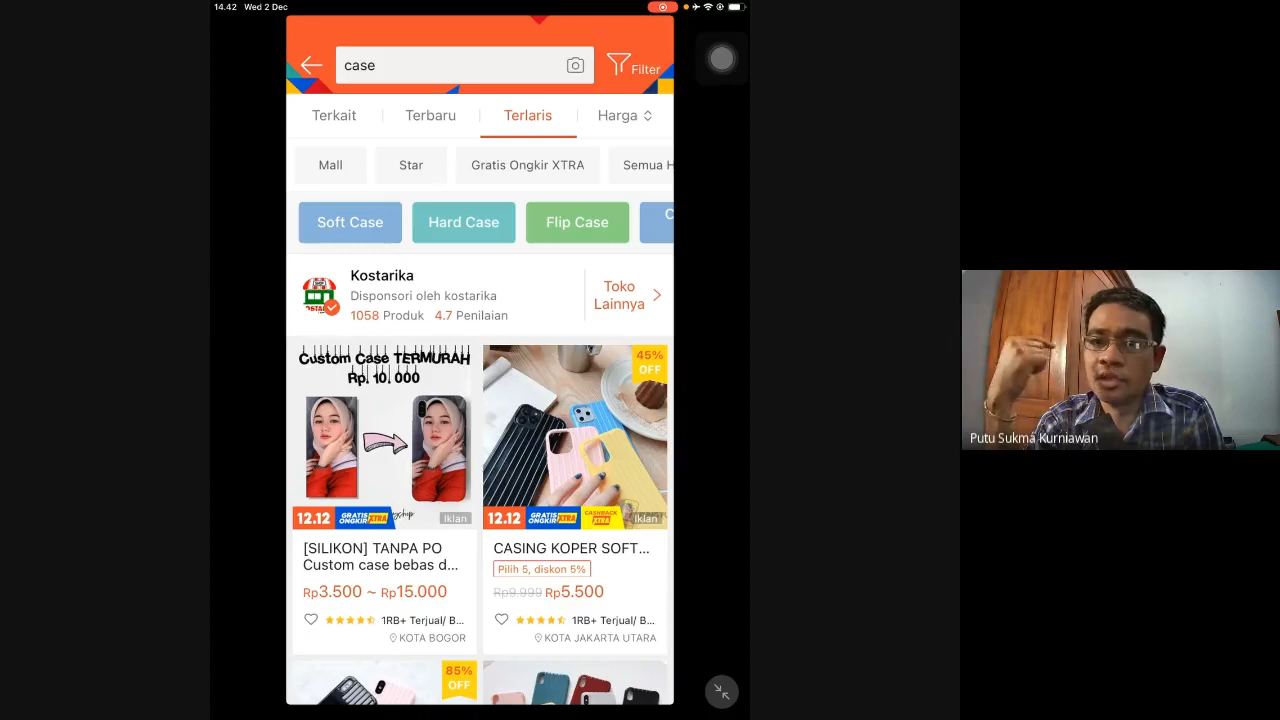 14.42 Wed 2 Dec
case
Filter
Terkait
Terbaru
Terlaris
Harga
Mall
Star
Gratis Ongkir XTRA
Semua H
Soft Case
Hard Case
Flip Case
C
Kostarika
Disponsori oleh kostarika
1058 Produk 4.7 Penilaian
Toko
Lainnya
Custom Case TERMURAH
Rp. 10.000
12.12
GRATIS
ONGKIR XTRA
Iklan
[SILIKON] TANPA PO
Custom case bebas d...
Rp3.500 ~ Rp15.000
1RB+ Terjual/ B...
KOTA BOGOR
45%
OFF
12.12
GRATIS
ONGKIR XTRA
CASHBACK
XTRA
Iklan
CASING KOPER SOFT...
Pilih 5, diskon 5%
Rp9.999 Rp5.500
1RB+ Terjual/ B...
KOTA JAKARTA UTARA
85%
OFF
Putu Sukma Kurniawan